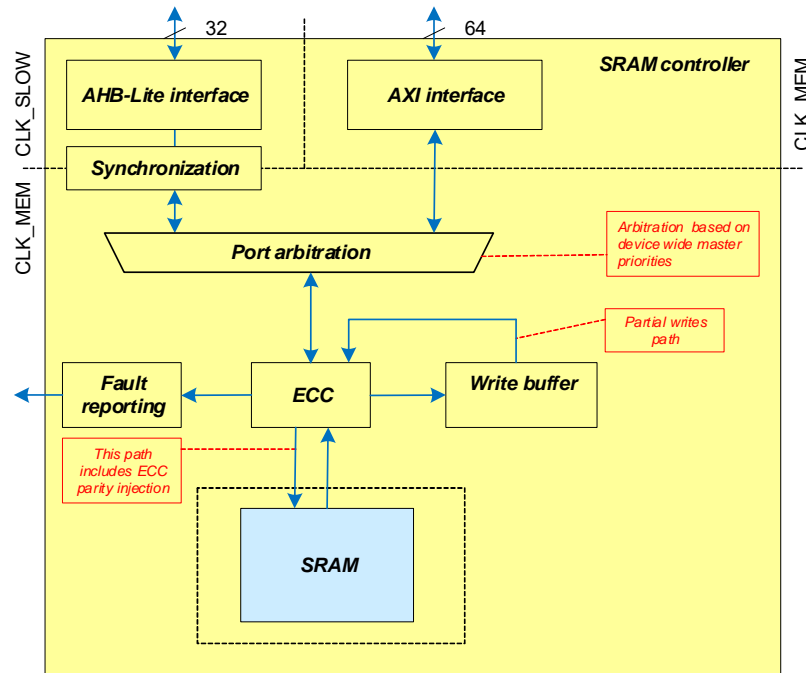 32
64
SRAM controller
CLK_SLOW
AHB-Lite interface
AXI interface
CLK_MEM
Synchronization
CLK_MEM
Port arbitration
Arbitration based on
device wide master
priorities
Partial writes
path
Fault
reporting
ECC
Write buffer
This path
includes ECC
parity injection
SRAM